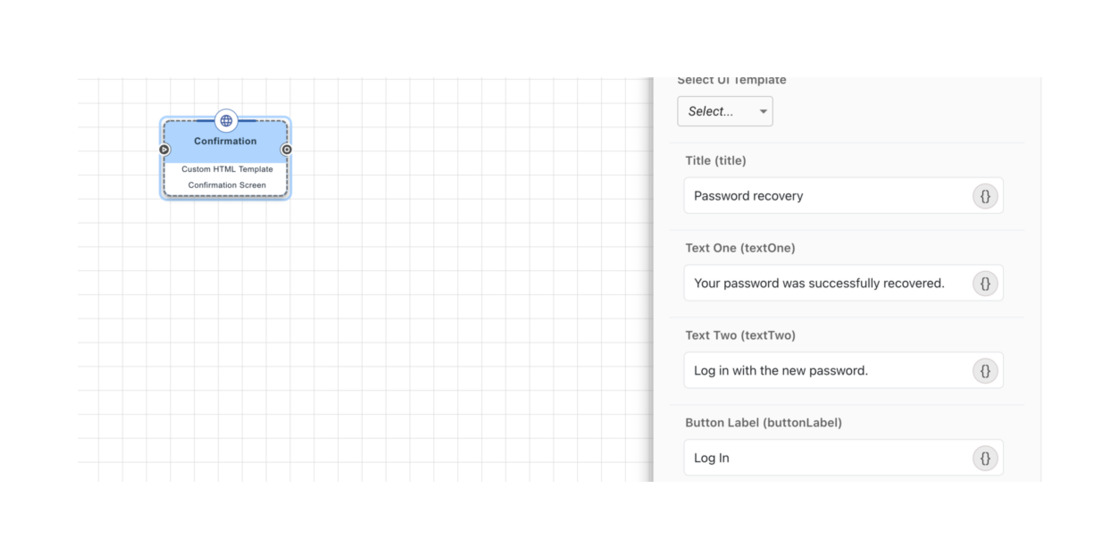 Select UI Template
Select...
Confirmation
Custom HTML Template
Confirmation Screen
Title (title)
Password recovery
{}
Text One (textOne)
Your password was successfully recovered.
{}
Text Two (textTwo)
Log in with the new password.
{}
Button Label (buttonLabel)
Log In
{}